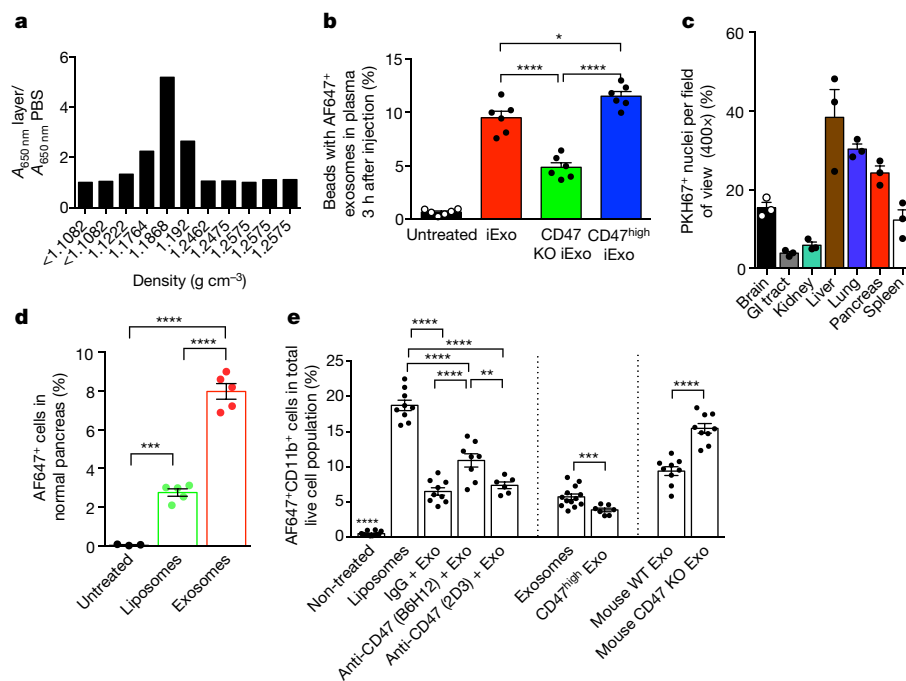 a
A650 nm layer/
A650 nm PBS
6
4
2
0
<1.1082
<1.1082
1.1222
1.1764
1.1868
1.192
1.2462
1.2475
1.2575
1.2575
1.2575
Density (g cm–3)
b
Beads with AF647+
exosomes in plasma
3 h after injection (%)
15
10
5
0
*
****
****
Untreated
iExo
CD47
KO iExo
CD47high
iExo
c
PKH67+ nuclei per field
of view (400×) (%)
60
40
20
0
Brain
GI tract
Kidney
Liver
Lung
Pancreas
Spleen
d
AF647+ cells in
normal pancreas (%)
10
8
6
4
2
0
****
****
***
Untreated
Liposomes
Exosomes
e
AF647+CD11b+ cells in total
live cell population (%)
25
20
15
10
5
0
****
****
****
****
**
****
***
****
Non-treated
Liposomes
IgG + Exo
Anti-CD47 (B6H12) + Exo
Anti-CD47 (2D3) + Exo
Exosomes
CD47high Exo
Mouse WT Exo
Mouse CD47 KO Exo